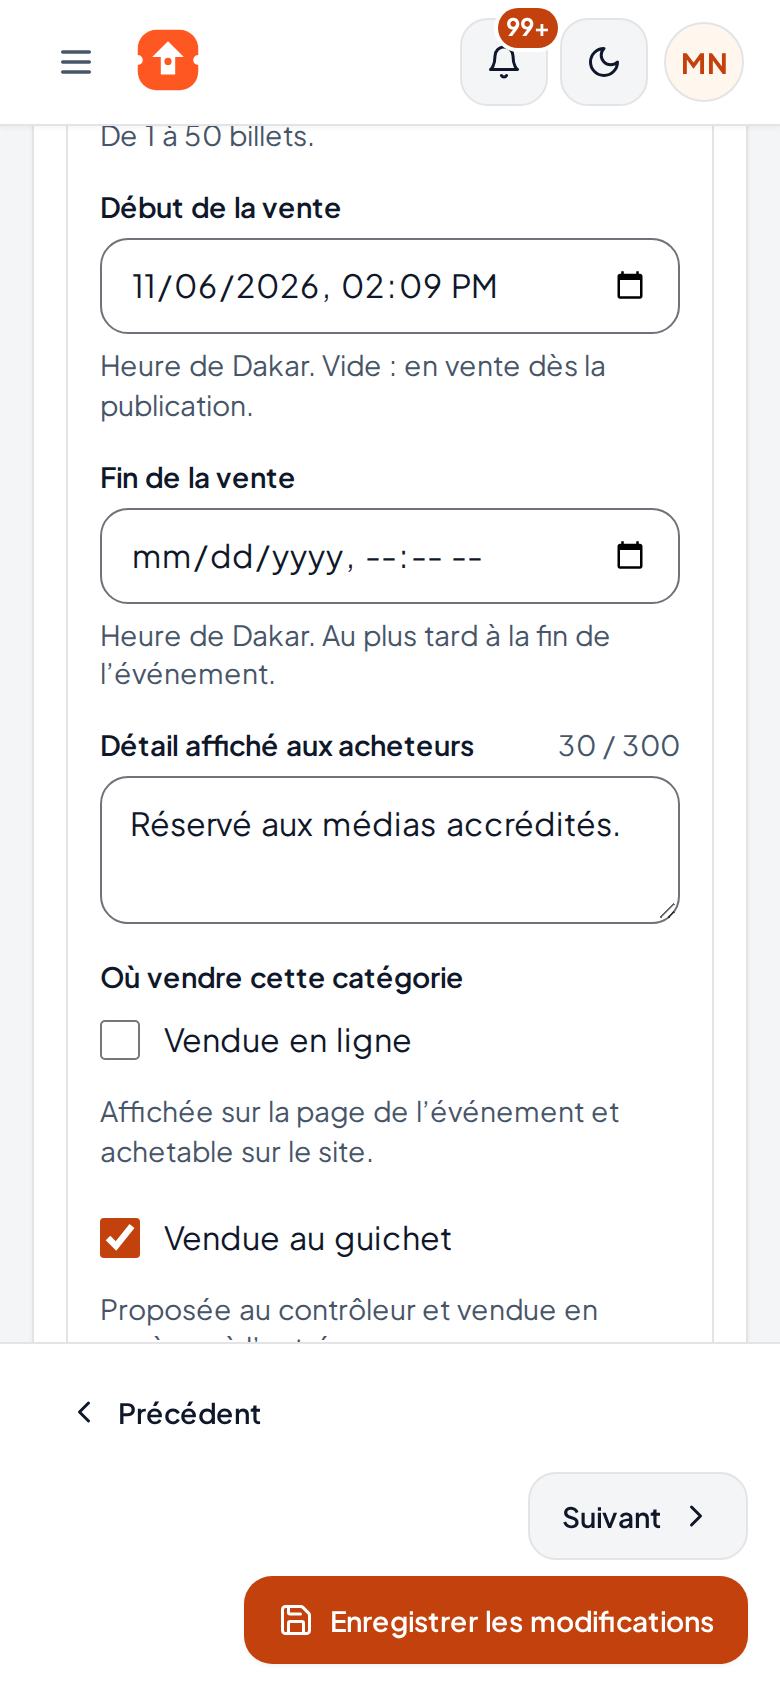 99+
MN
De 1 à 50 billets.
Début de la vente
11/06/2026, 02:09 PM
Heure de Dakar. Vide : en vente dès la
publication.
Fin de la vente
mm/dd/yyyy, --:-- --
Heure de Dakar. Au plus tard à la fin de
l’événement.
Détail affiché aux acheteurs 30 / 300
Réservé aux médias accrédités.
Où vendre cette catégorie
Vendue en ligne
Affichée sur la page de l’événement et
achetable sur le site.
Vendue au guichet
Proposée au contrôleur et vendue en
Précédent
Suivant
Enregistrer les modifications